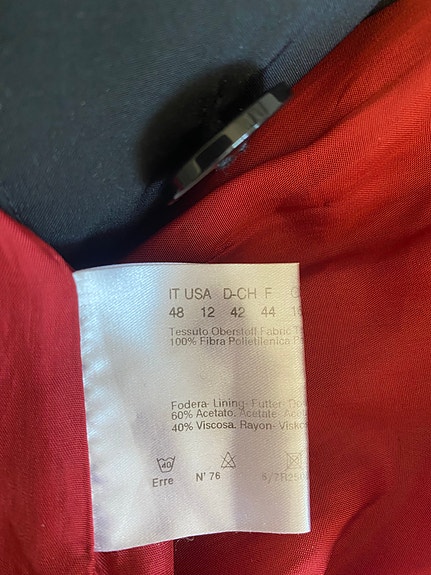 IT USA D-CH F
48 12 42 44
Tessuto Oberstoff Fabric
100% Fibra Polietilenica
Fodera- Lining- Futter-
60% Acetato. Acetate.
40% Viscosa. Rayon- Visko
40
Erre N° 76